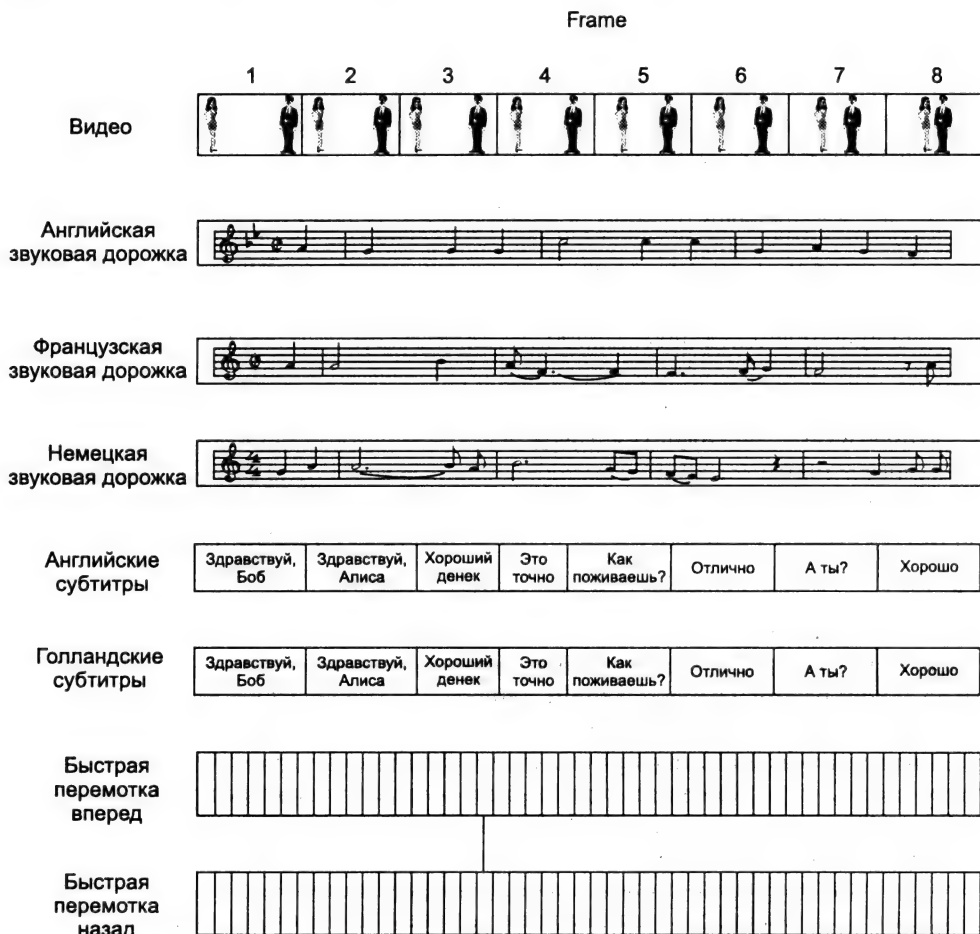 Frame
1 2 3 4 5 6 7 8
Видео
Английская
звуковая дорожка
Французская
звуковая дорожка
Немецкая
звуковая дорожка
Английские
субтитры
Здравствуй, Здравствуй, Хороший Это Как Отлично А ты? Хорошо
Боб Алиса денек точно поживаешь?
Голландские
субтитры
Здравствуй, Здравствуй, Хороший Это Как Отлично А ты? Хорошо
Боб Алиса денек точно поживаешь?
Быстрая
перемотка
вперед
Быстрая
перемотка
назад